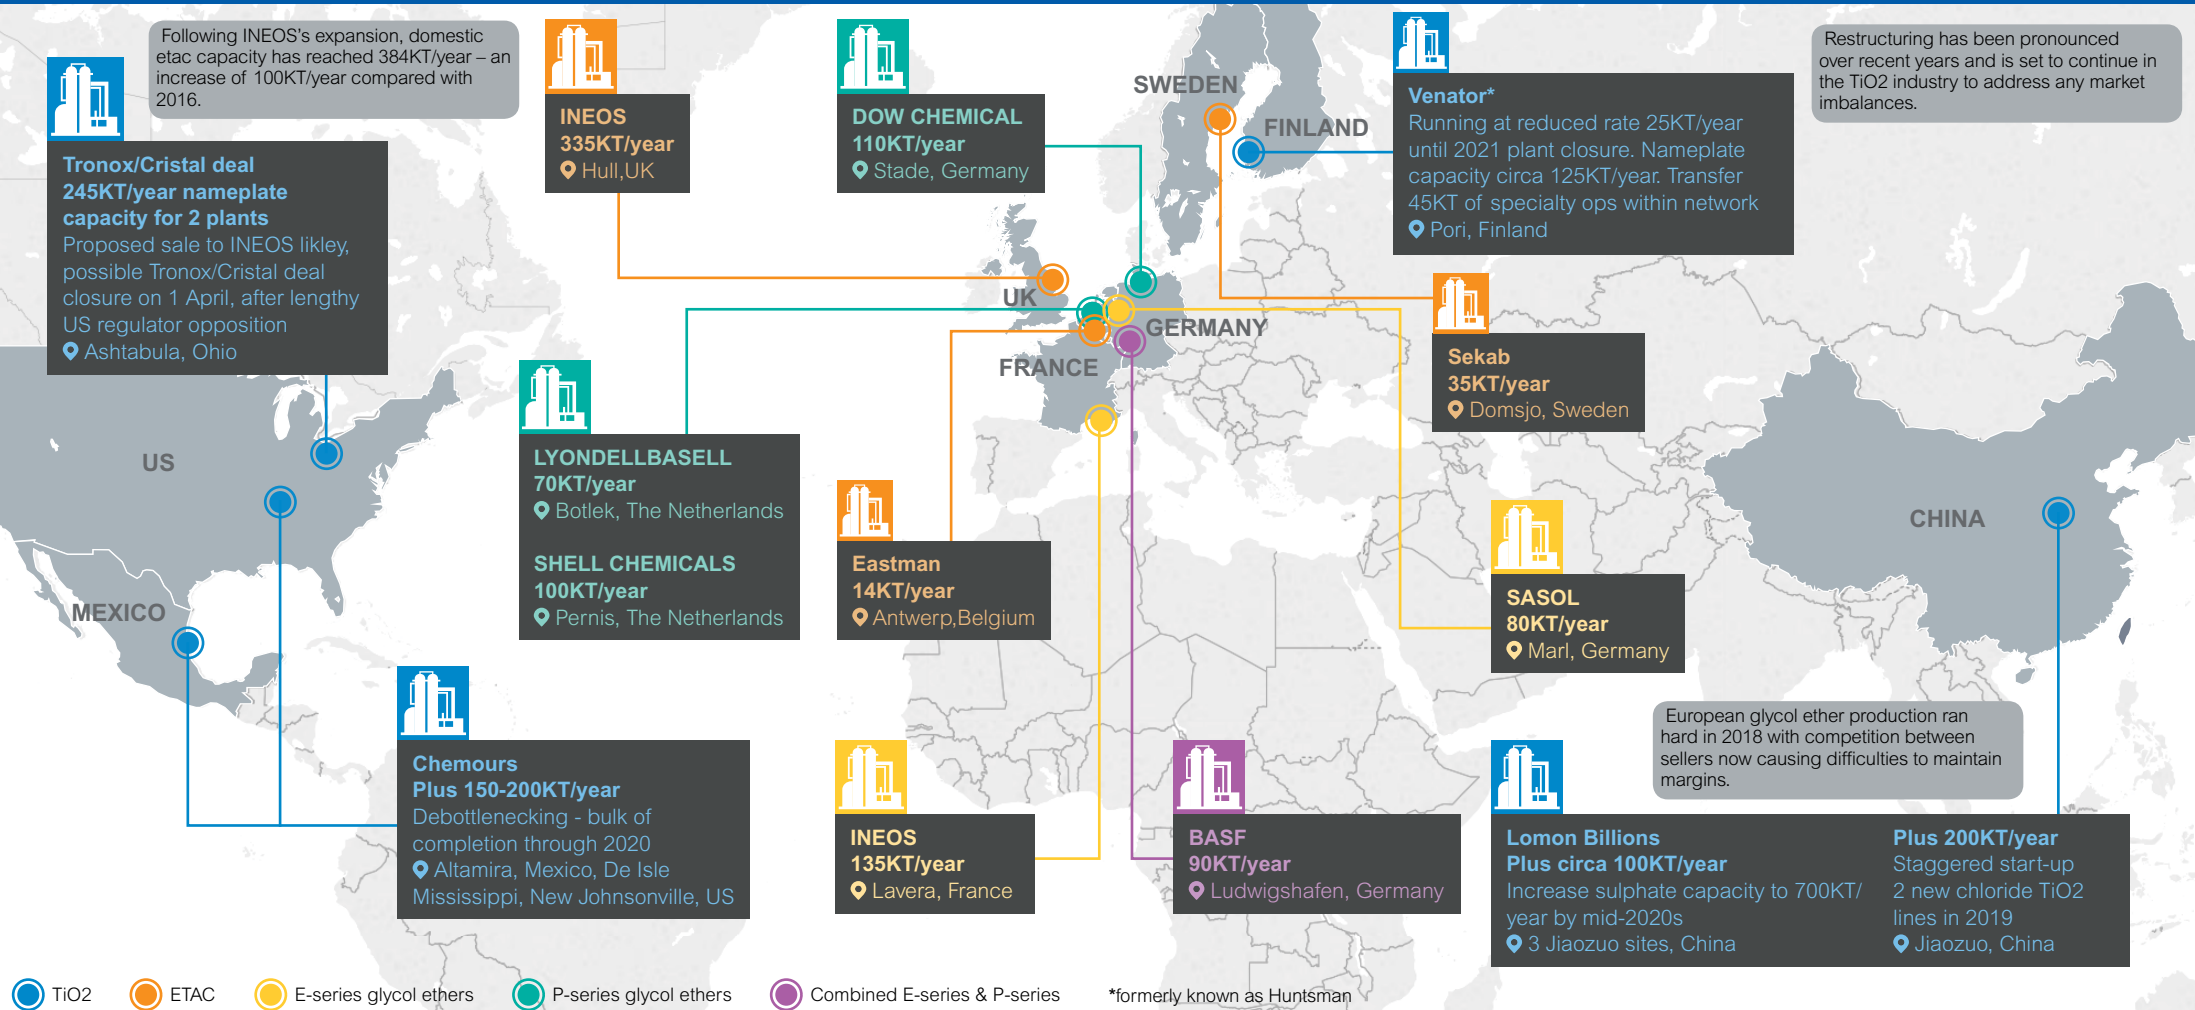 Following INEOS's expansion, domestic
etac capacity has reached 384KT/year – an
increase of 100KT/year compared with
2016.
Tronox/Cristal deal
245KT/year nameplate
capacity for 2 plants
Proposed sale to INEOS likley,
possible Tronox/Cristal deal
closure on 1 April, after lengthy
US regulator opposition
Ashtabula, Ohio
INEOS
335KT/year
Hull,UK
DOW CHEMICAL
110KT/year
Stade, Germany
SWEDEN
FINLAND
Venator*
Running at reduced rate 25KT/year
until 2021 plant closure. Nameplate
capacity circa 125KT/year. Transfer
45KT of specialty ops within network
Pori, Finland
Restructuring has been pronounced
over recent years and is set to continue in
the TiO2 industry to address any market
imbalances.
UK
GERMANY
FRANCE
Sekab
35KT/year
Domsjo, Sweden
US
MEXICO
CHINA
LYONDELLBASELL
70KT/year
Botlek, The Netherlands
SHELL CHEMICALS
100KT/year
Pernis, The Netherlands
Eastman
14KT/year
Antwerp,Belgium
SASOL
80KT/year
Marl, Germany
European glycol ether production ran
hard in 2018 with competition between
sellers now causing difficulties to maintain
margins.
Chemours
Plus 150-200KT/year
Debottlenecking - bulk of
completion through 2020
Altamira, Mexico, De Isle
Mississippi, New Johnsonville, US
INEOS
135KT/year
Lavera, France
BASF
90KT/year
Ludwigshafen, Germany
Lomon Billions
Plus circa 100KT/year
Increase sulphate capacity to 700KT/
year by mid-2020s
3 Jiaozuo sites, China
Plus 200KT/year
Staggered start-up
2 new chloride TiO2
lines in 2019
Jiaozuo, China
TiO2
ETAC
E-series glycol ethers
P-series glycol ethers
Combined E-series & P-series
*formerly known as Huntsman